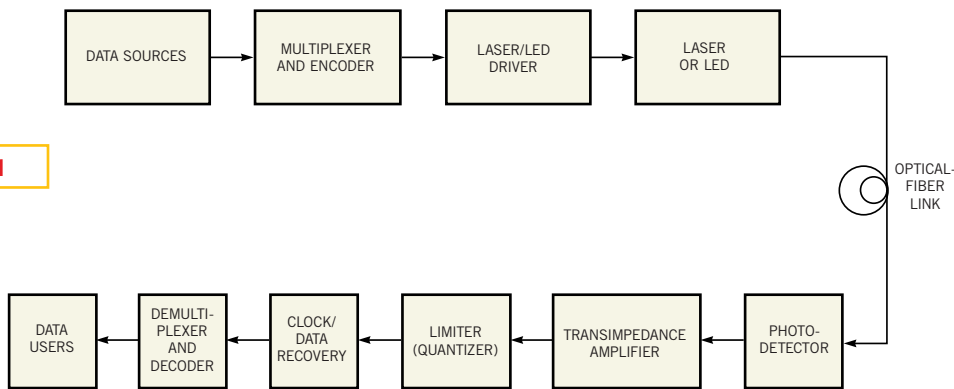 DATA SOURCES
MULTIPLEXER
AND ENCODER
LASER/LED
DRIVER
LASER
OR LED
OPTICAL-
FIBER
LINK
DATA
USERS
DEMULTI-
PLEXER
AND
DECODER
CLOCK/
DATA
RECOVERY
LIMITER
(QUANTIZER)
TRANSIMPEDANCE
AMPLIFIER
PHOTO-
DETECTOR